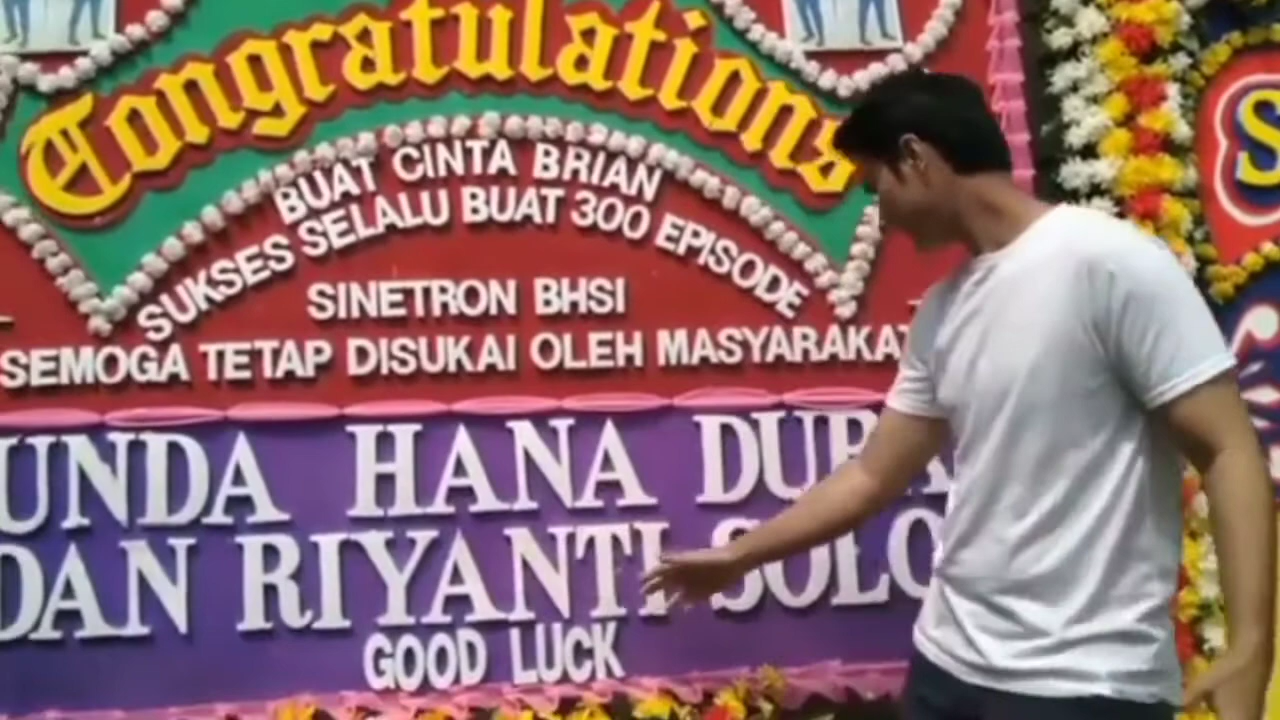 Congratulations
BUAT CINTA BRIAN
SUKSES SELALU BUAT 300 EPISODE
SINETRON BHSI
SEMOGA TETAP DISUKAI OLEH MASYARAKAT
UNDA HANA DUB
DAN RIYANTI SOLO
GOOD LUCK
S